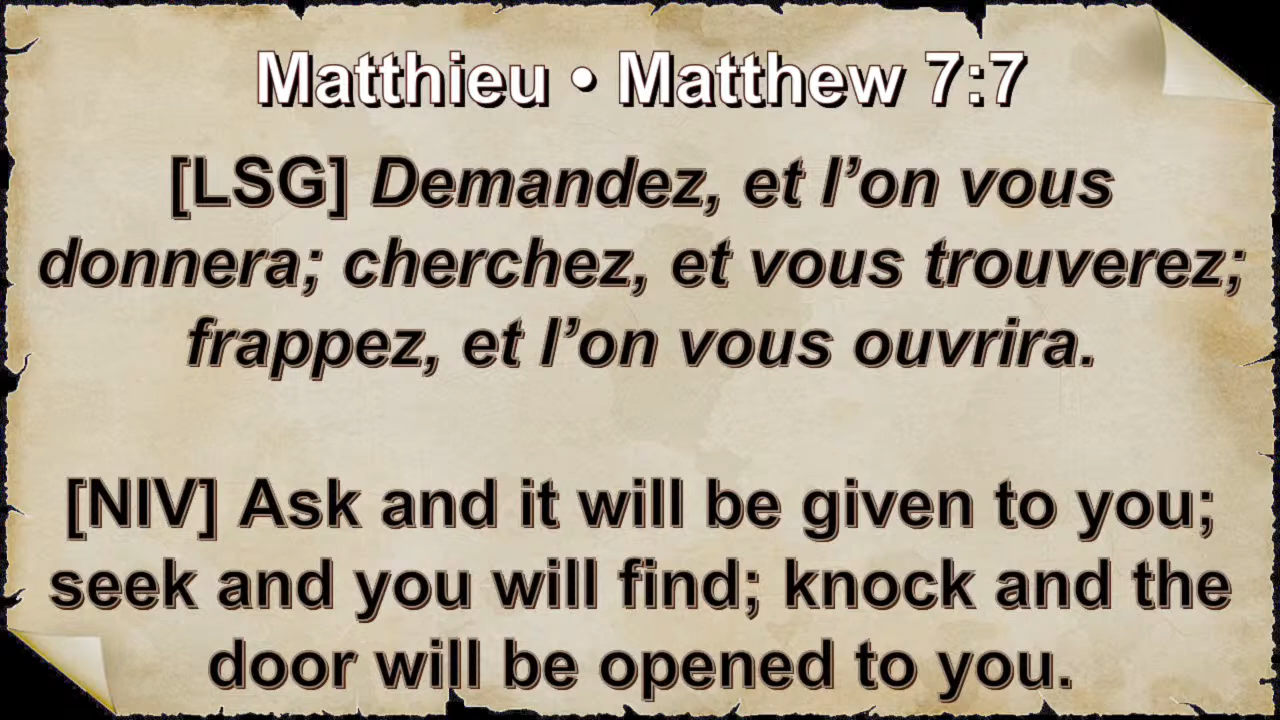 Matthieu • Matthew 7:7
[LSG] Demandez, et l’on vous
donnera; cherchez, et vous trouverez;
frappez, et l’on vous ouvrira.
[NIV] Ask and it will be given to you;
seek and you will find; knock and the
door will be opened to you.